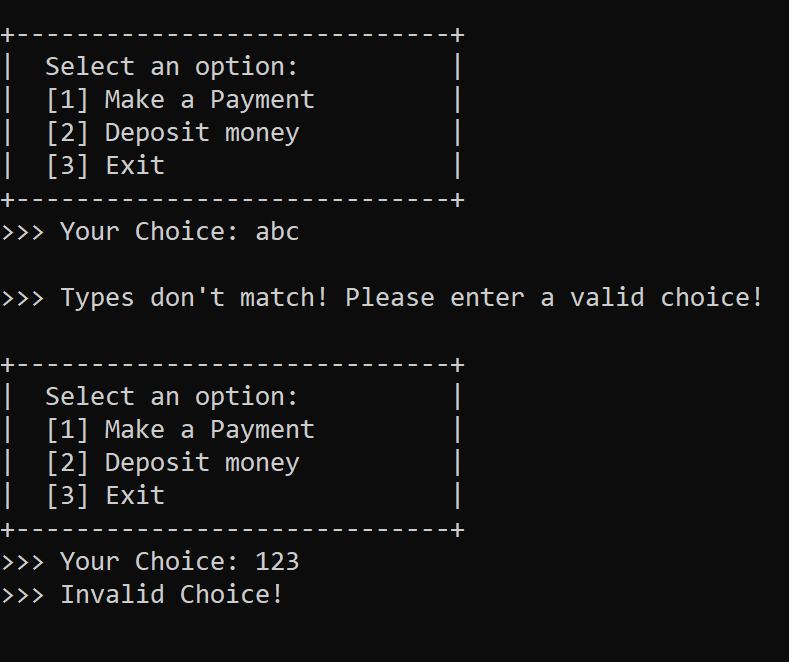 +-----------------------------+
|  Select an option:          |
|  [1] Make a Payment         |
|  [2] Deposit money          |
|  [3] Exit                   |
+-----------------------------+
>>> Your Choice: abc

>>> Types don't match! Please enter a valid choice!

+-----------------------------+
|  Select an option:          |
|  [1] Make a Payment         |
|  [2] Deposit money          |
|  [3] Exit                   |
+-----------------------------+
>>> Your Choice: 123
>>> Invalid Choice!